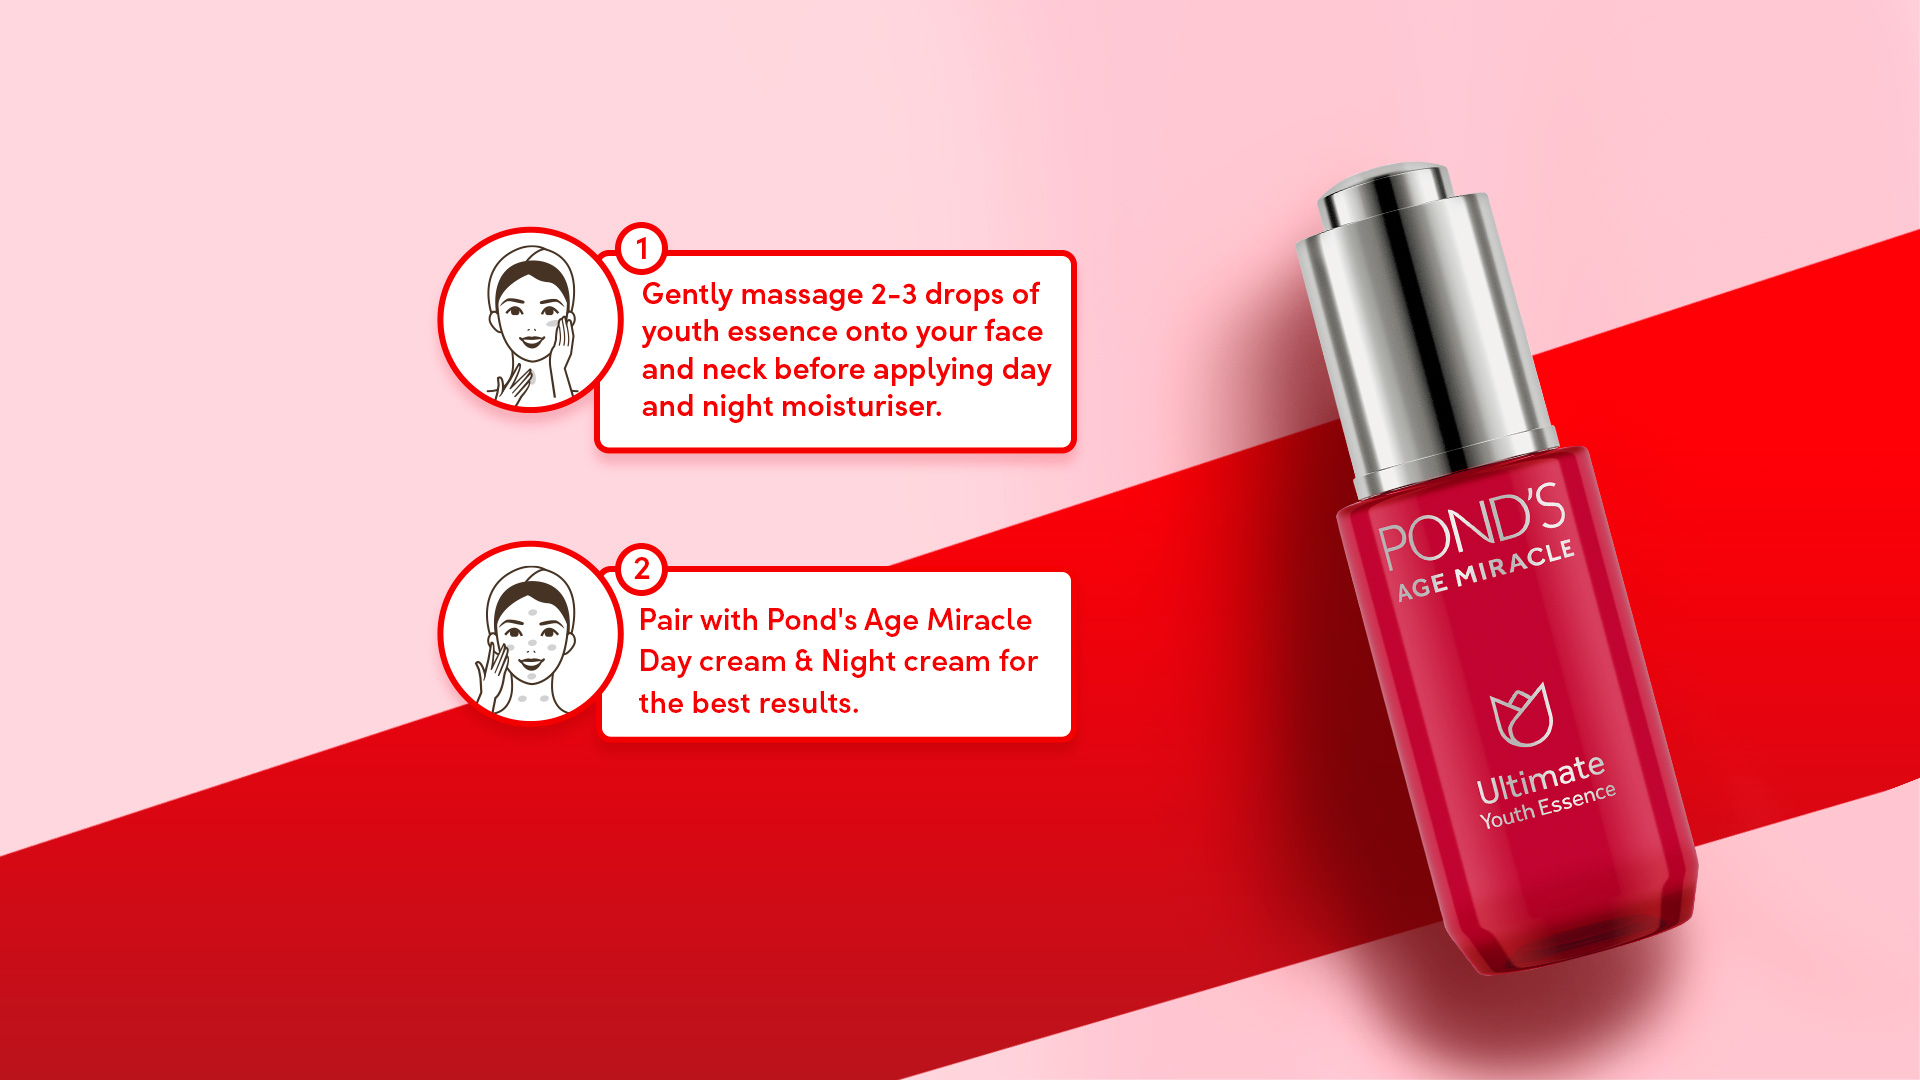 1
Gently massage 2-3 drops of
youth essence onto your face
and neck before applying day
and night moisturiser.
2
Pair with Pond's Age Miracle
Day cream & Night cream for
the best results.
POND'S
AGE MIRACLE
Ultimate
Youth Essence